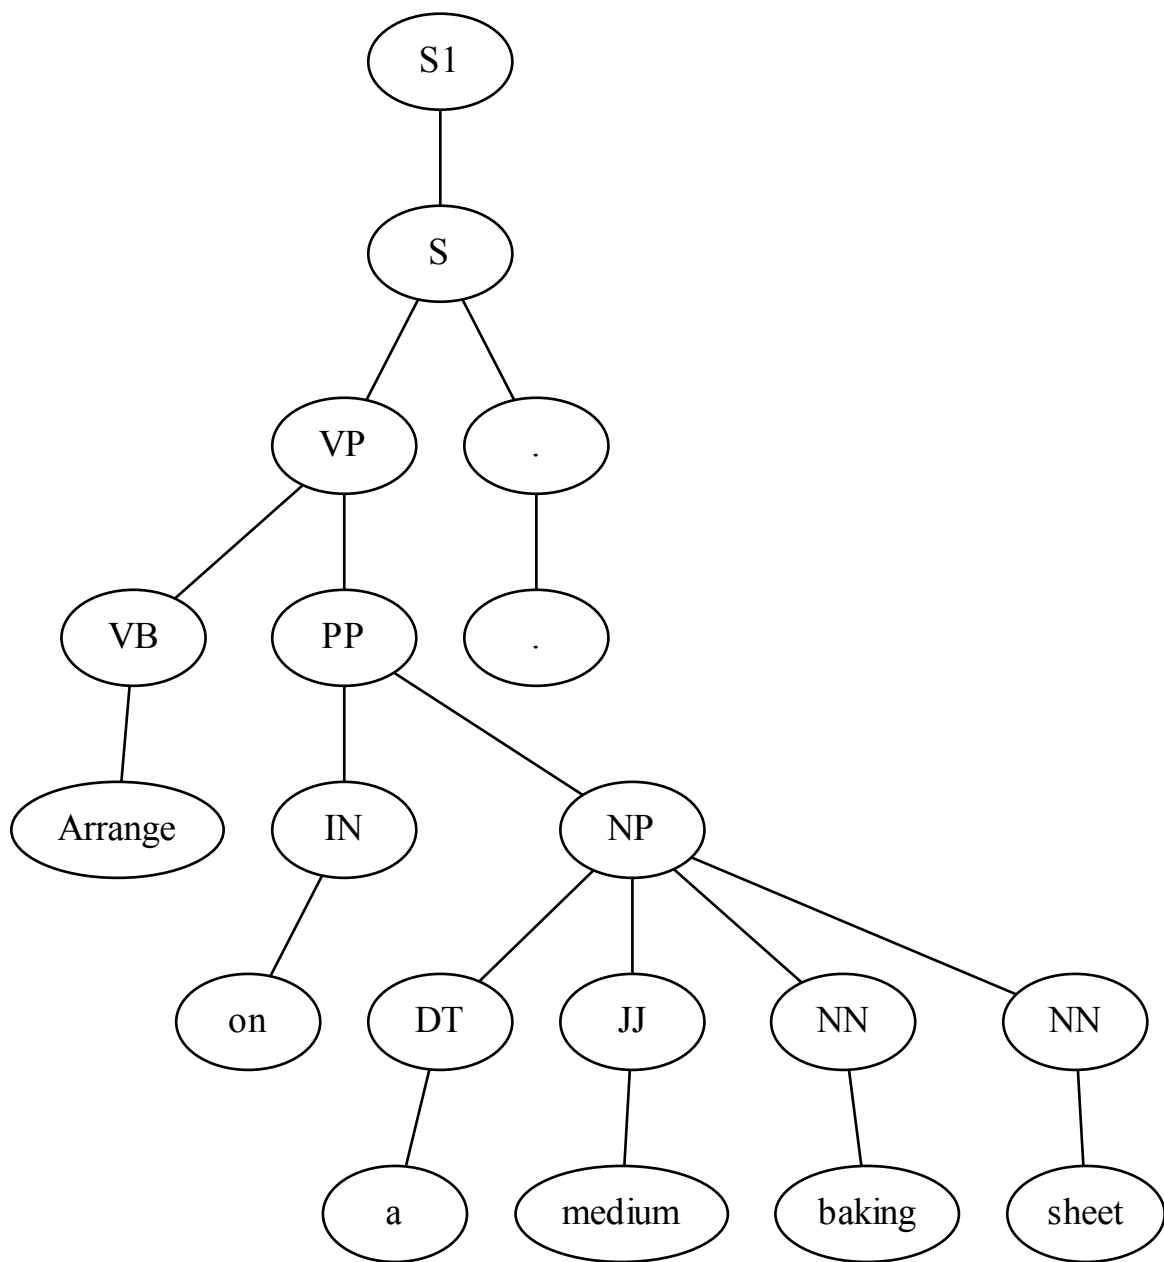 S1
S
VP .
VB PP .
Arrange IN NP
on DT JJ NN NN
a medium baking sheet